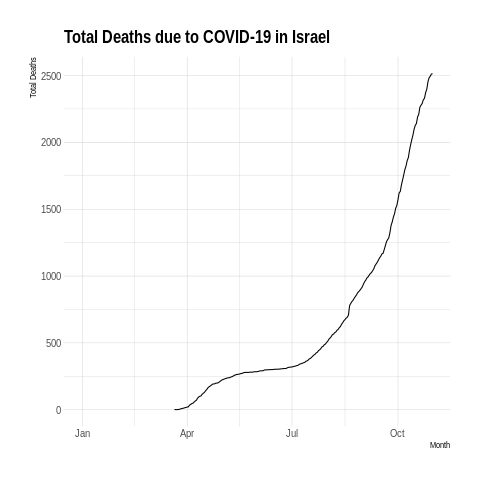 Total Deaths due to COVID-19 in Israel
Total Deaths
2500
2000
1500
1000
500
0
Jan Apr Jul Oct
Month